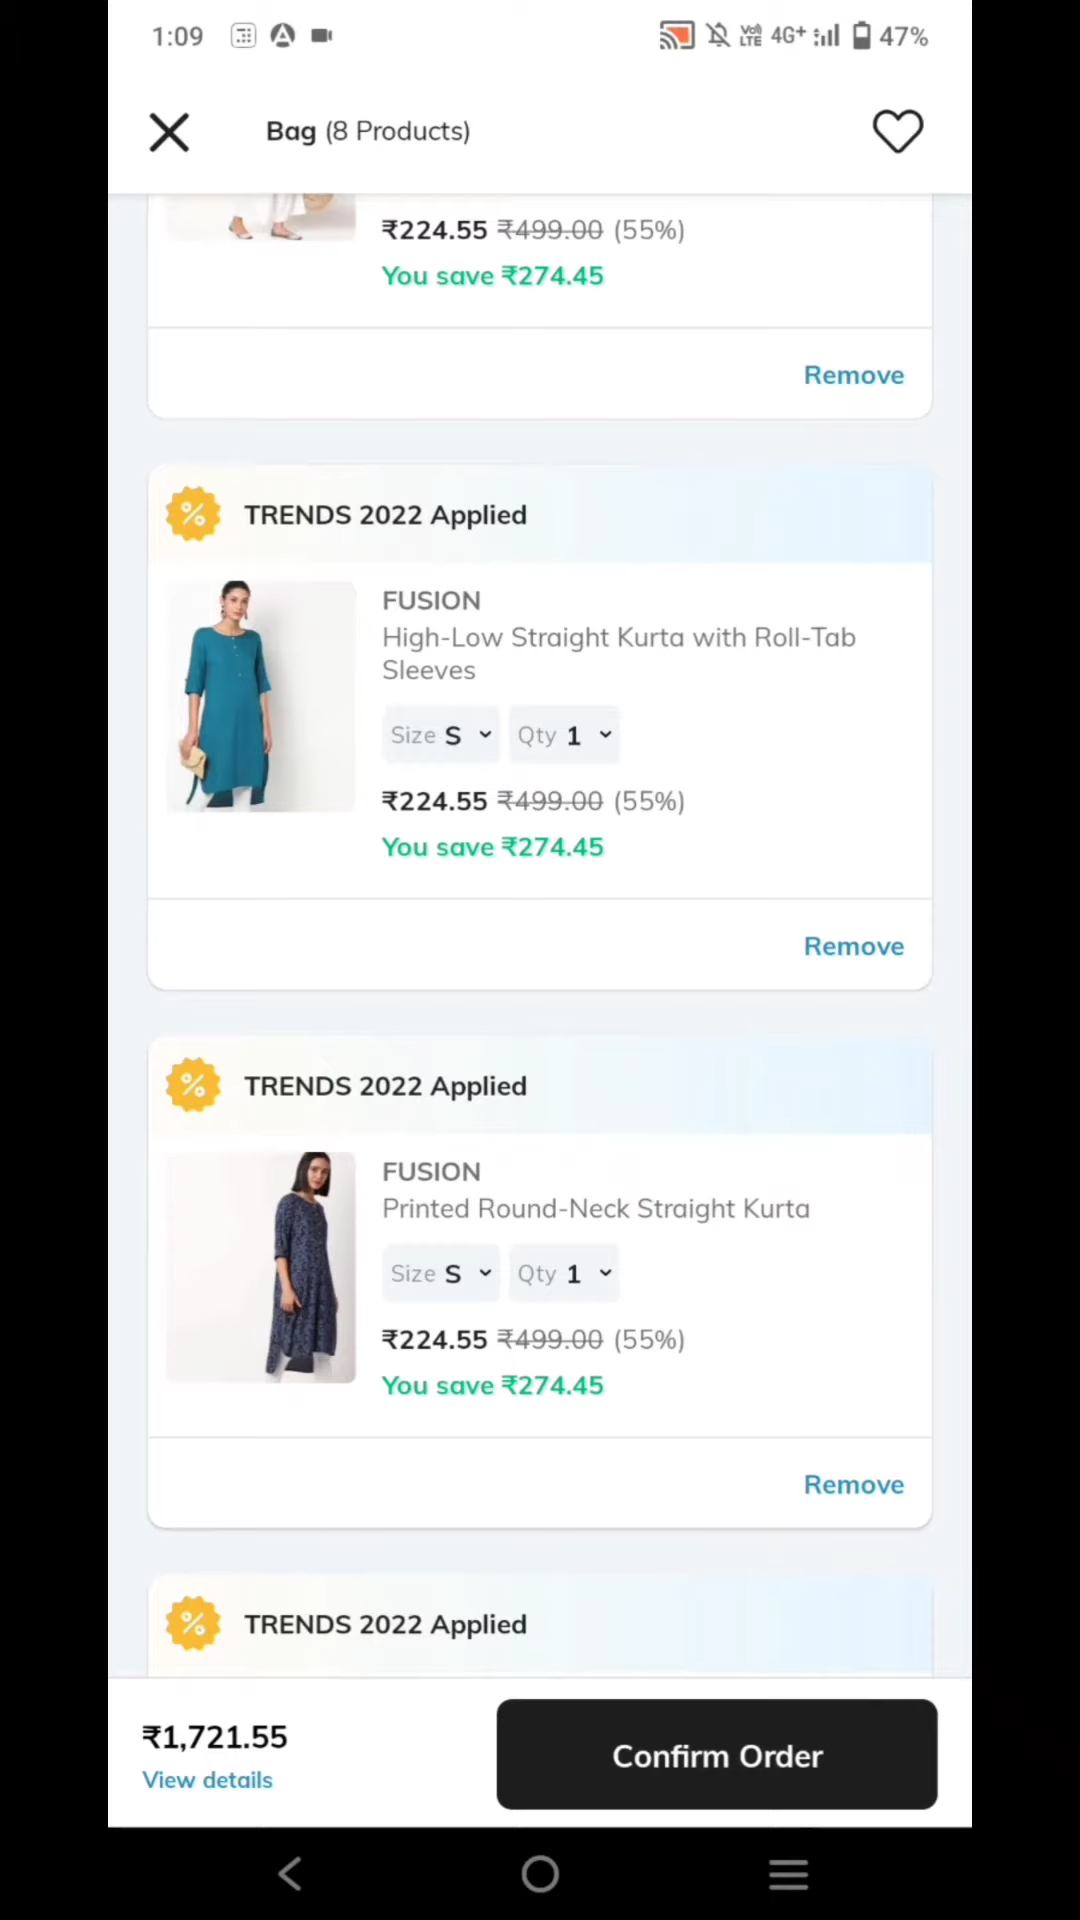 1:09
VoI) LTE 4G+ 47%
Bag (8 Products)
₹224.55 ₹499.00 (55%)
You save ₹274.45
Remove
TRENDS 2022 Applied
FUSION
High-Low Straight Kurta with Roll-Tab
Sleeves
Size S Qty 1
₹224.55 ₹499.00 (55%)
You save ₹274.45
Remove
TRENDS 2022 Applied
FUSION
Printed Round-Neck Straight Kurta
Size S Qty 1
₹224.55 ₹499.00 (55%)
You save ₹274.45
Remove
TRENDS 2022 Applied
₹1,721.55
View details
Confirm Order